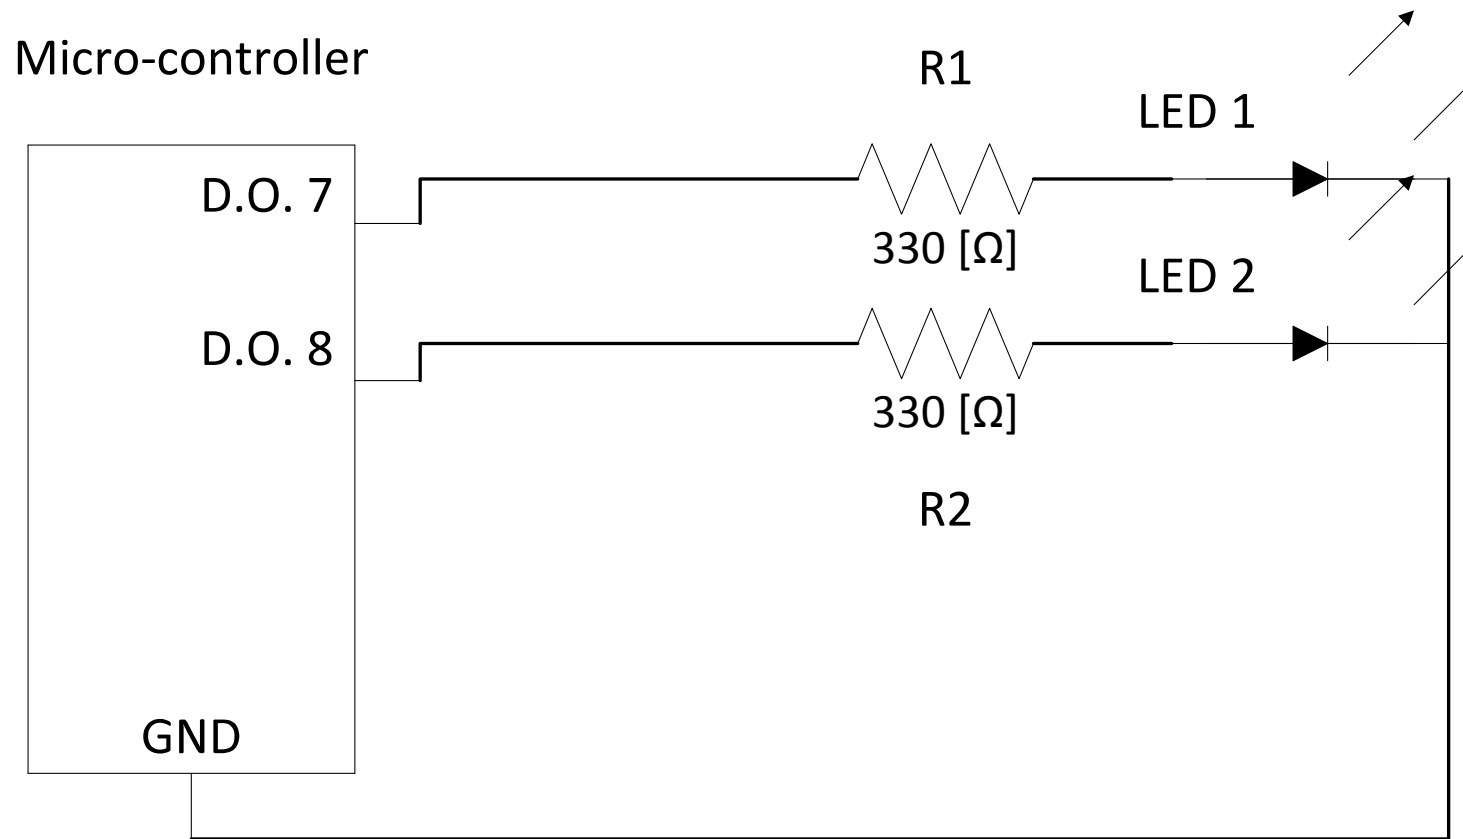 Micro-controller
R1
LED 1
D.O. 7
330 [Ω]
LED 2
D.O. 8
330 [Ω]
R2
GND